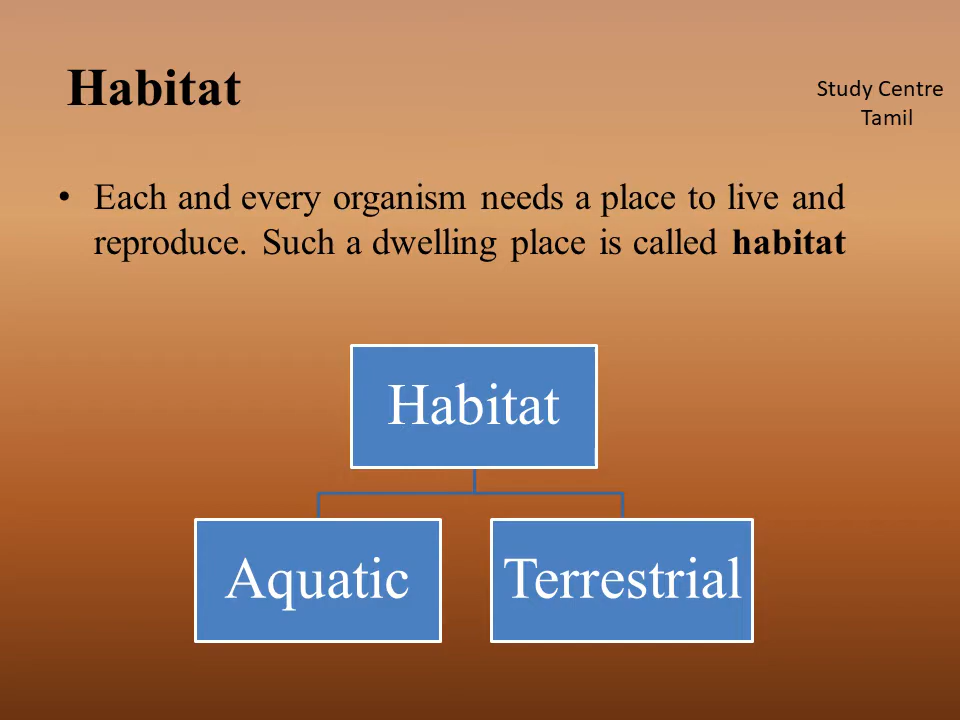 Habitat
Study Centre
Tamil
• Each and every organism needs a place to live and
reproduce. Such a dwelling place is called habitat
Habitat
Aquatic
Terrestrial